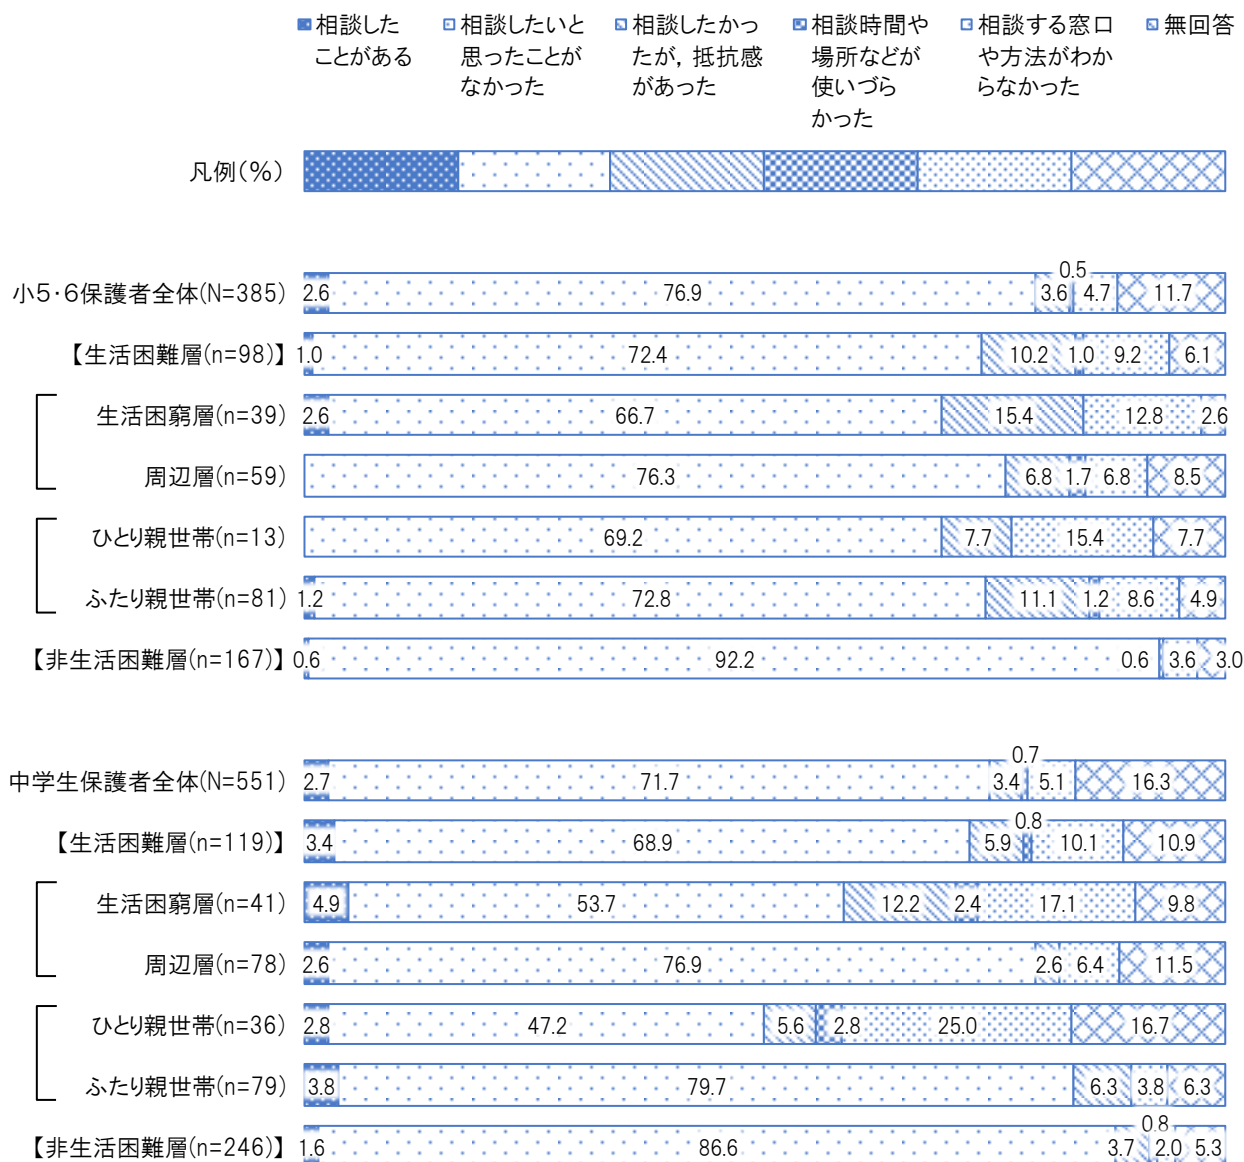 相談した
ことがある
相談したいと
思ったことが
なかった
相談したかっ
たが，抵抗感
があった
相談時間や
場所などが
使いづら
かった
相談する窓口
や方法がわか
らなかった
無回答
凡例(%)
小5・6保護者全体(N=385) 2.6 76.9 3.6 0.5 4.7 11.7
【生活困難層(n=98)】 1.0 72.4 10.2 1.0 9.2 6.1
生活困窮層(n=39) 2.6 66.7 15.4 12.8 2.6
周辺層(n=59) 76.3 6.8 1.7 6.8 8.5
ひとり親世帯(n=13) 69.2 7.7 15.4 7.7
ふたり親世帯(n=81) 1.2 72.8 11.1 1.2 8.6 4.9
【非生活困難層(n=167)】 0.6 92.2 0.6 3.6 3.0
中学生保護者全体(N=551) 2.7 71.7 3.4 0.7 5.1 16.3
【生活困難層(n=119)】 3.4 68.9 5.9 0.8 10.1 10.9
生活困窮層(n=41) 4.9 53.7 12.2 2.4 17.1 9.8
周辺層(n=78) 2.6 76.9 2.6 6.4 11.5
ひとり親世帯(n=36) 2.8 47.2 5.6 2.8 25.0 16.7
ふたり親世帯(n=79) 3.8 79.7 6.3 3.8 6.3
【非生活困難層(n=246)】 1.6 86.6 3.7 0.8 2.0 5.3